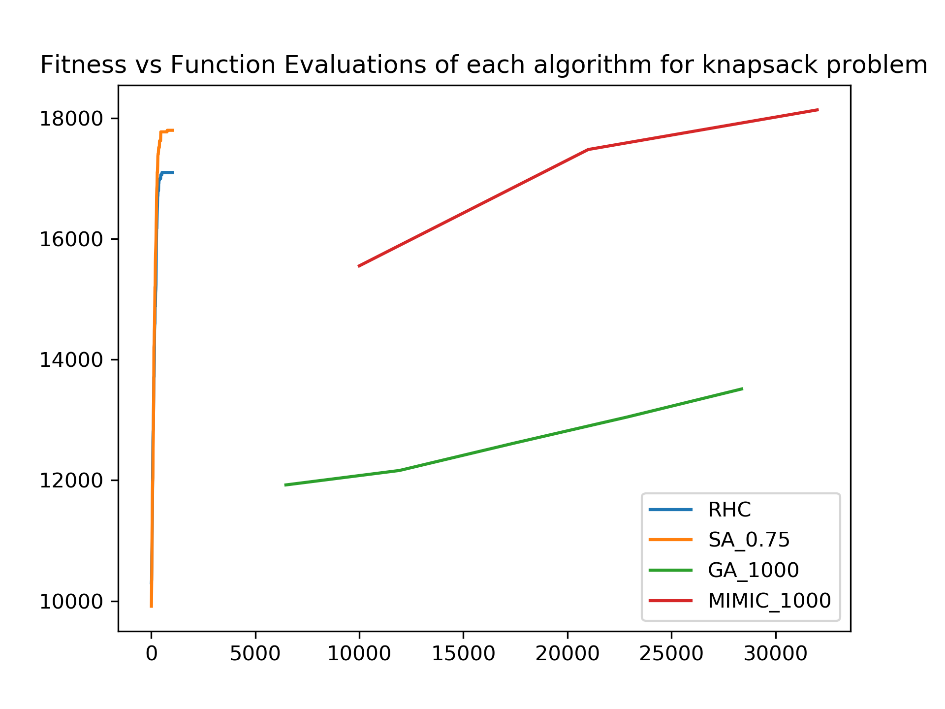 Fitness vs Function Evaluations of each algorithm for knapsack problem
18000
16000
14000
12000
10000
RHC
SA_0.75
GA_1000
MIMIC_1000
0 5000 10000 15000 20000 25000 30000